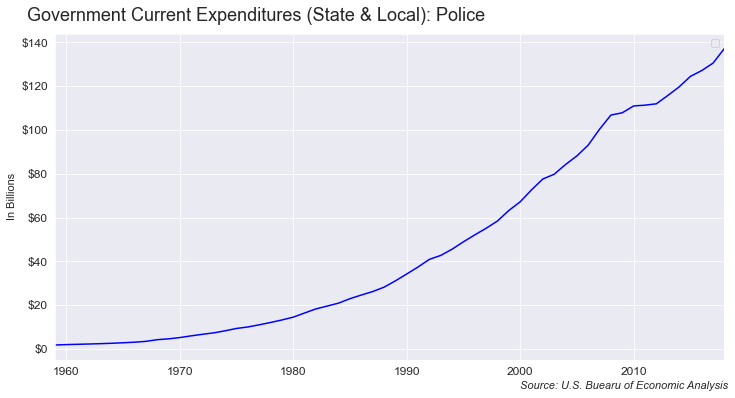 Government Current Expenditures (State & Local): Police
$140
$120
$100
$80
$60
$40
$20
$0
In Billions
1960 1970 1980 1990 2000 2010
Source: U.S. Buearu of Economic Analysis